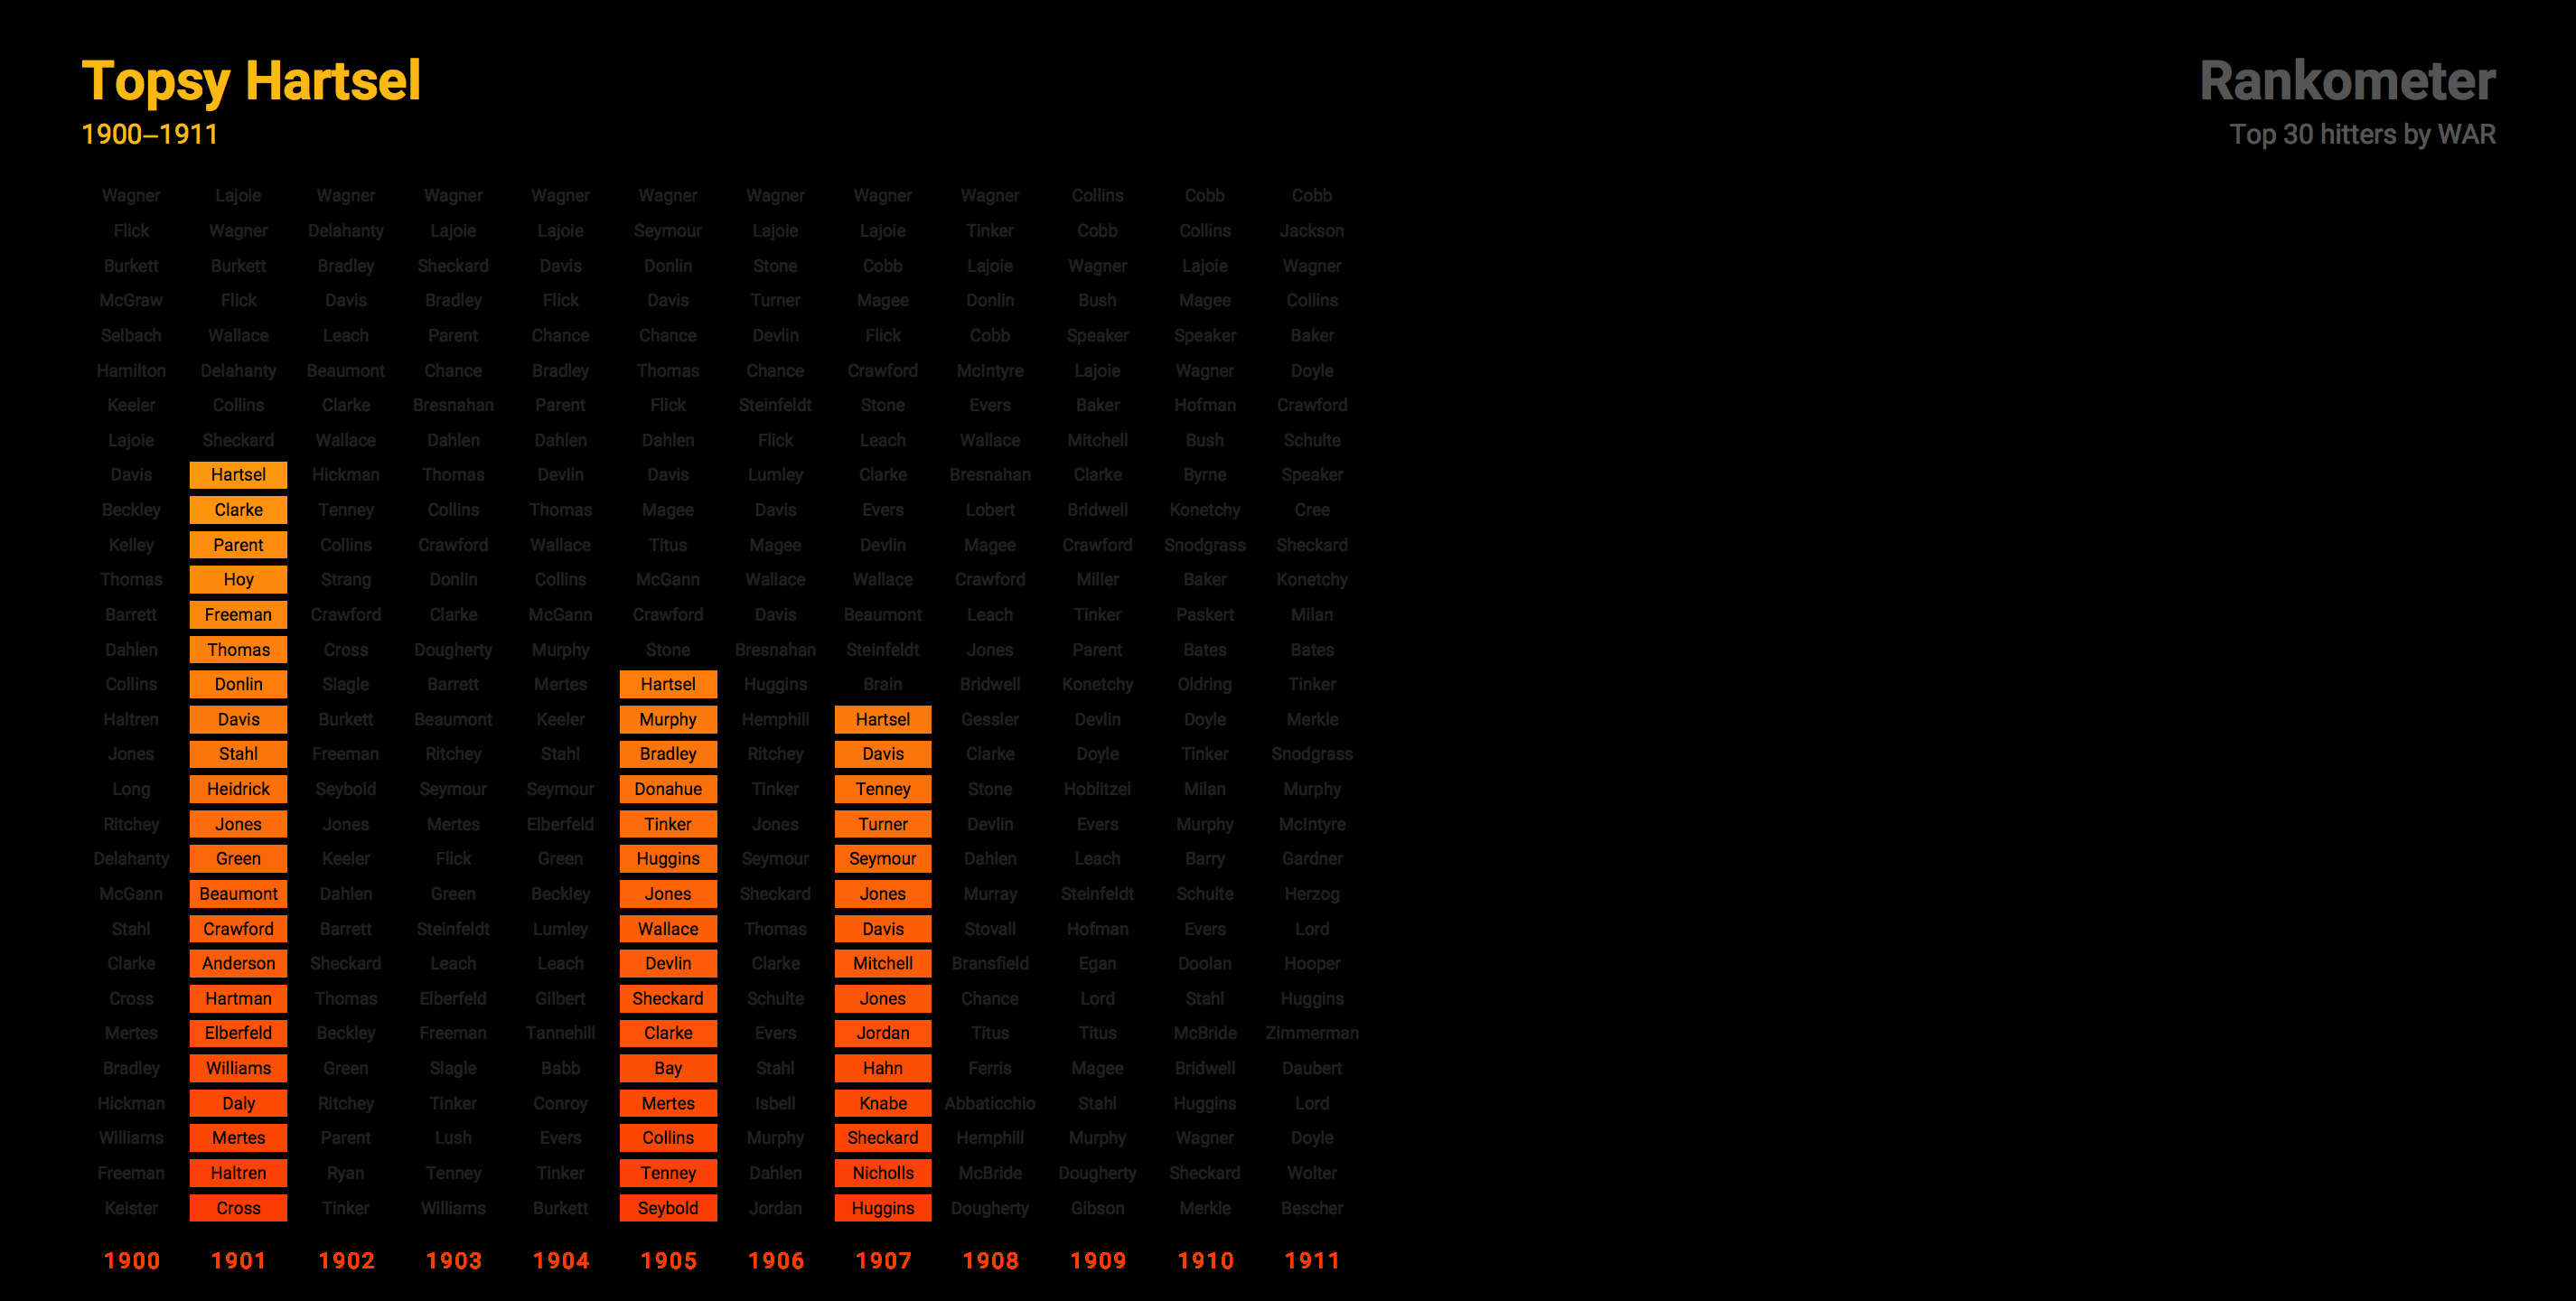 Topsy Hartsel
1900–1911
Rankometer
Top 30 hitters by WAR
Wagner Lajoie Wagner Wagner Wagner Wagner Wagner Wagner Wagner Collins Cobb Cobb
Flick Wagner Delahanty Lajoie Lajoie Seymour Lajoie Lajoie Tinker Cobb Collins Jackson
Burkett Burkett Bradley Sheckard Davis Donlin Stone Cobb Lajoie Wagner Lajoie Wagner
McGraw Flick Davis Bradley Flick Davis Turner Magee Donlin Bush Magee Collins
Selbach Wallace Leach Parent Chance Chance Devlin Flick Cobb Speaker Speaker Baker
Hamilton Delahanty Beaumont Chance Bradley Thomas Chance Crawford McIntyre Lajoie Wagner Doyle
Keeler Collins Clarke Bresnahan Parent Flick Steinfeldt Stone Evers Baker Hofman Crawford
Lajoie Sheckard Wallace Dahlen Dahlen Dahlen Flick Leach Wallace Mitchell Bush Schulte
Davis Hartsel Hickman Thomas Devlin Davis Lumley Clarke Bresnahan Clarke Byrne Speaker
Beckley Clarke Tenney Collins Thomas Magee Davis Evers Lobert Bridwell Konetchy Cree
Kelley Parent Collins Crawford Wallace Titus Magee Devlin Magee Crawford Snodgrass Sheckard
Thomas Hoy Strang Donlin Collins McGann Wallace Wallace Crawford Miller Baker Konetchy
Barrett Freeman Crawford Clarke McGann Crawford Davis Beaumont Leach Tinker Paskert Milan
Dahlen Thomas Cross Dougherty Murphy Stone Bresnahan Steinfeldt Jones Parent Bates Bates
Collins Donlin Slagle Barrett Mertes Hartsel Huggins Brain Bridwell Konetchy Oldring Tinker
Haltren Davis Burkett Beaumont Keeler Murphy Hemphill Hartsel Gessler Devlin Doyle Merkle
Jones Stahl Freeman Ritchey Stahl Bradley Ritchey Davis Clarke Doyle Tinker Snodgrass
Long Heidrick Seybold Seymour Seymour Donahue Tinker Tenney Stone Hoblitzel Milan Murphy
Ritchey Jones Jones Mertes Elberfeld Tinker Jones Turner Devlin Evers Murphy McIntyre
Delahanty Green Keeler Flick Green Huggins Seymour Seymour Dahlen Leach Barry Gardner
McGann Beaumont Dahlen Green Beckley Jones Sheckard Jones Murray Steinfeldt Schulte Herzog
Stahl Crawford Barrett Steinfeldt Lumley Wallace Thomas Davis Stovall Hofman Evers Lord
Clarke Anderson Sheckard Leach Leach Devlin Clarke Mitchell Bransfield Egan Doolan Hooper
Cross Hartman Thomas Elberfeld Gilbert Sheckard Schulte Jones Chance Lord Stahl Huggins
Mertes Elberfeld Beckley Freeman Tannehill Clarke Evers Jordan Titus Titus McBride Zimmerman
Bradley Williams Green Slagle Babb Bay Stahl Hahn Ferris Magee Bridwell Daubert
Hickman Daly Ritchey Tinker Conroy Mertes Isbell Knabe Abbaticchio Stahl Huggins Lord
Williams Mertes Parent Lush Evers Collins Murphy Sheckard Hemphill Murphy Wagner Doyle
Freeman Haltren Ryan Tenney Tinker Tenney Dahlen Nicholls McBride Dougherty Sheckard Wolter
Keister Cross Tinker Williams Burkett Seybold Jordan Huggins Dougherty Gibson Merkle Bescher
1900 1901 1902 1903 1904 1905 1906 1907 1908 1909 1910 1911